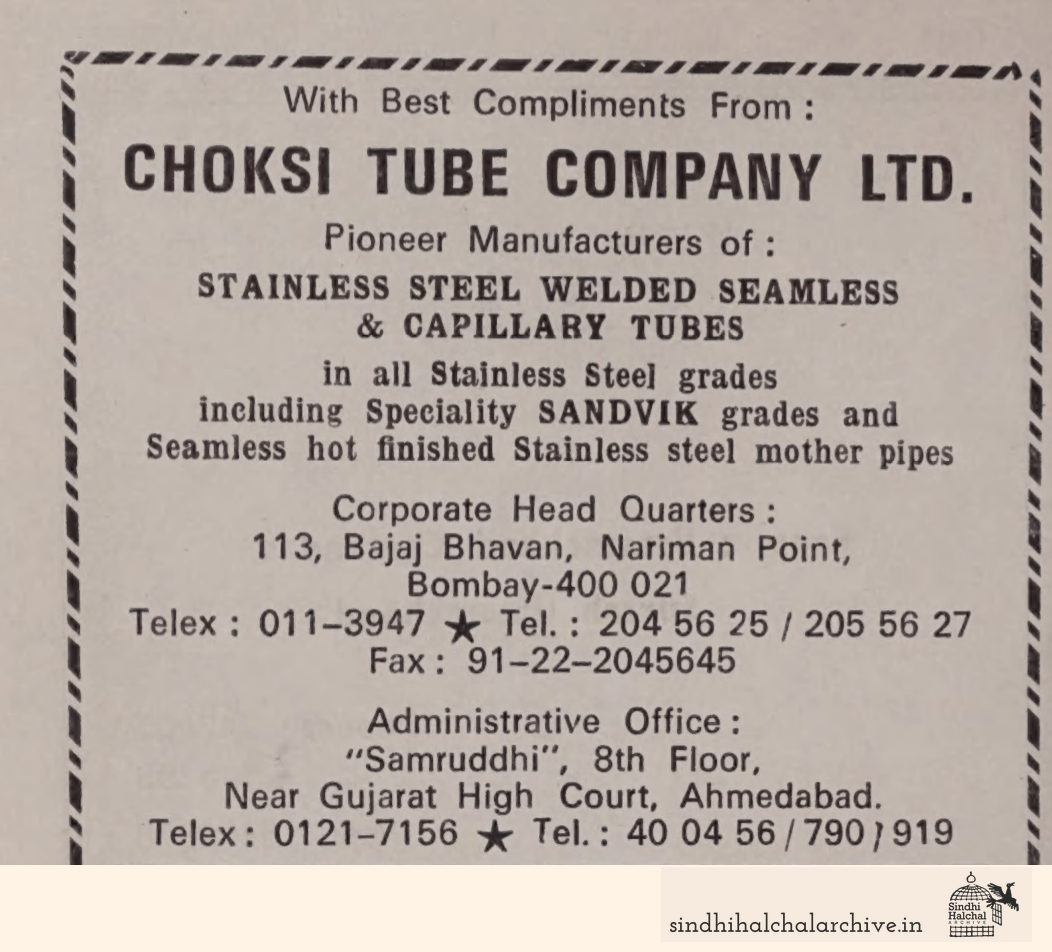 With Best Compliments From :
CHOKSI TUBE COMPANY LTD.
Pioneer Manufacturers of :
STAINLESS STEEL WELDED SEAMLESS
& CAPILLARY TUBES
in all Stainless Steel grades
including Speciality SANDVIK grades and
Seamless hot finished Stainless steel mother pipes
Corporate Head Quarters :
113, Bajaj Bhavan, Nariman Point,
Bombay-400 021
Telex : 011–3947 ★ Tel. : 204 56 25 / 205 56 27
Fax : 91–22–2045645
Administrative Office :
“Samruddhi”, 8th Floor,
Near Gujarat High Court, Ahmedabad.
Telex : 0121–7156 ★ Tel. : 40 04 56 / 790 / 919
sindhihalchalarchive.in
Sindhi
Halchal
ARCHIVE